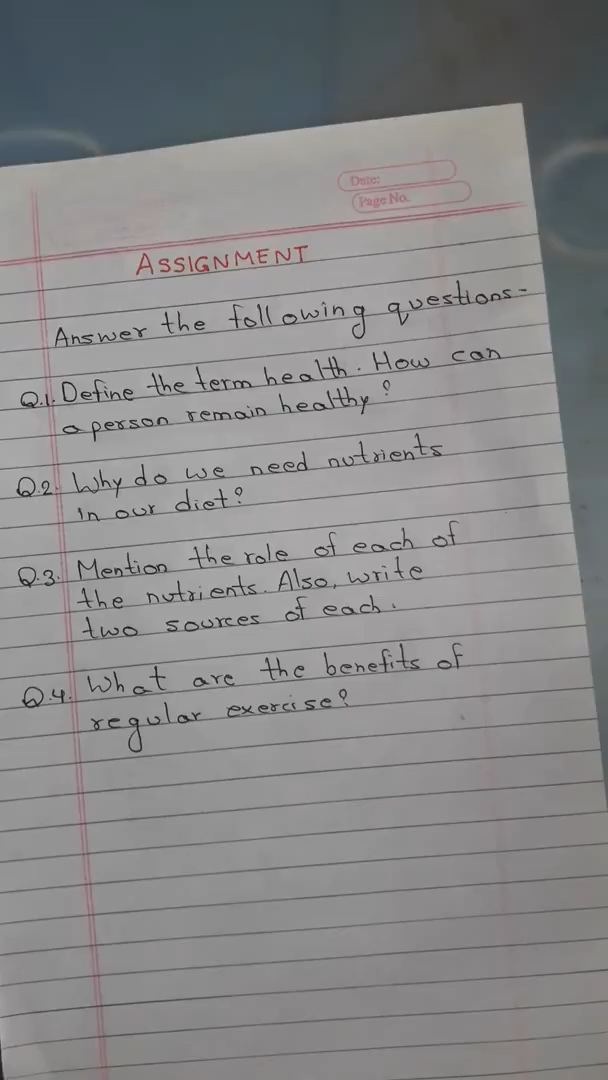 Date:
Page No.
ASSIGNMENT
Answer the following questions-
Q.1. Define the term health. How can
a person remain healthy?
Q.2. Why do we need nutrients
in our diet?
Q.3. Mention the role of each of
the nutrients. Also, write
two sources of each.
Q.4. What are the benefits of
regular exercise?